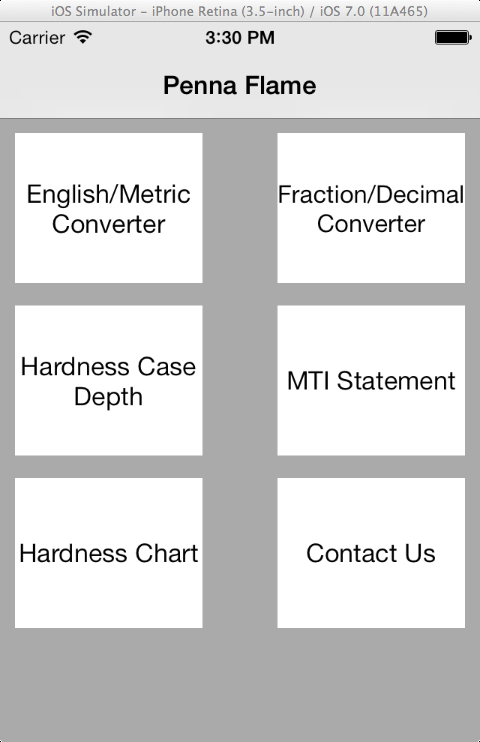 iOS Simulator - iPhone Retina (3.5-inch) / iOS 7.0 (11A465)
Carrier 3:30 PM
Penna Flame
English/Metric
Converter
Fraction/Decimal
Converter
Hardness Case
Depth
MTI Statement
Hardness Chart
Contact Us